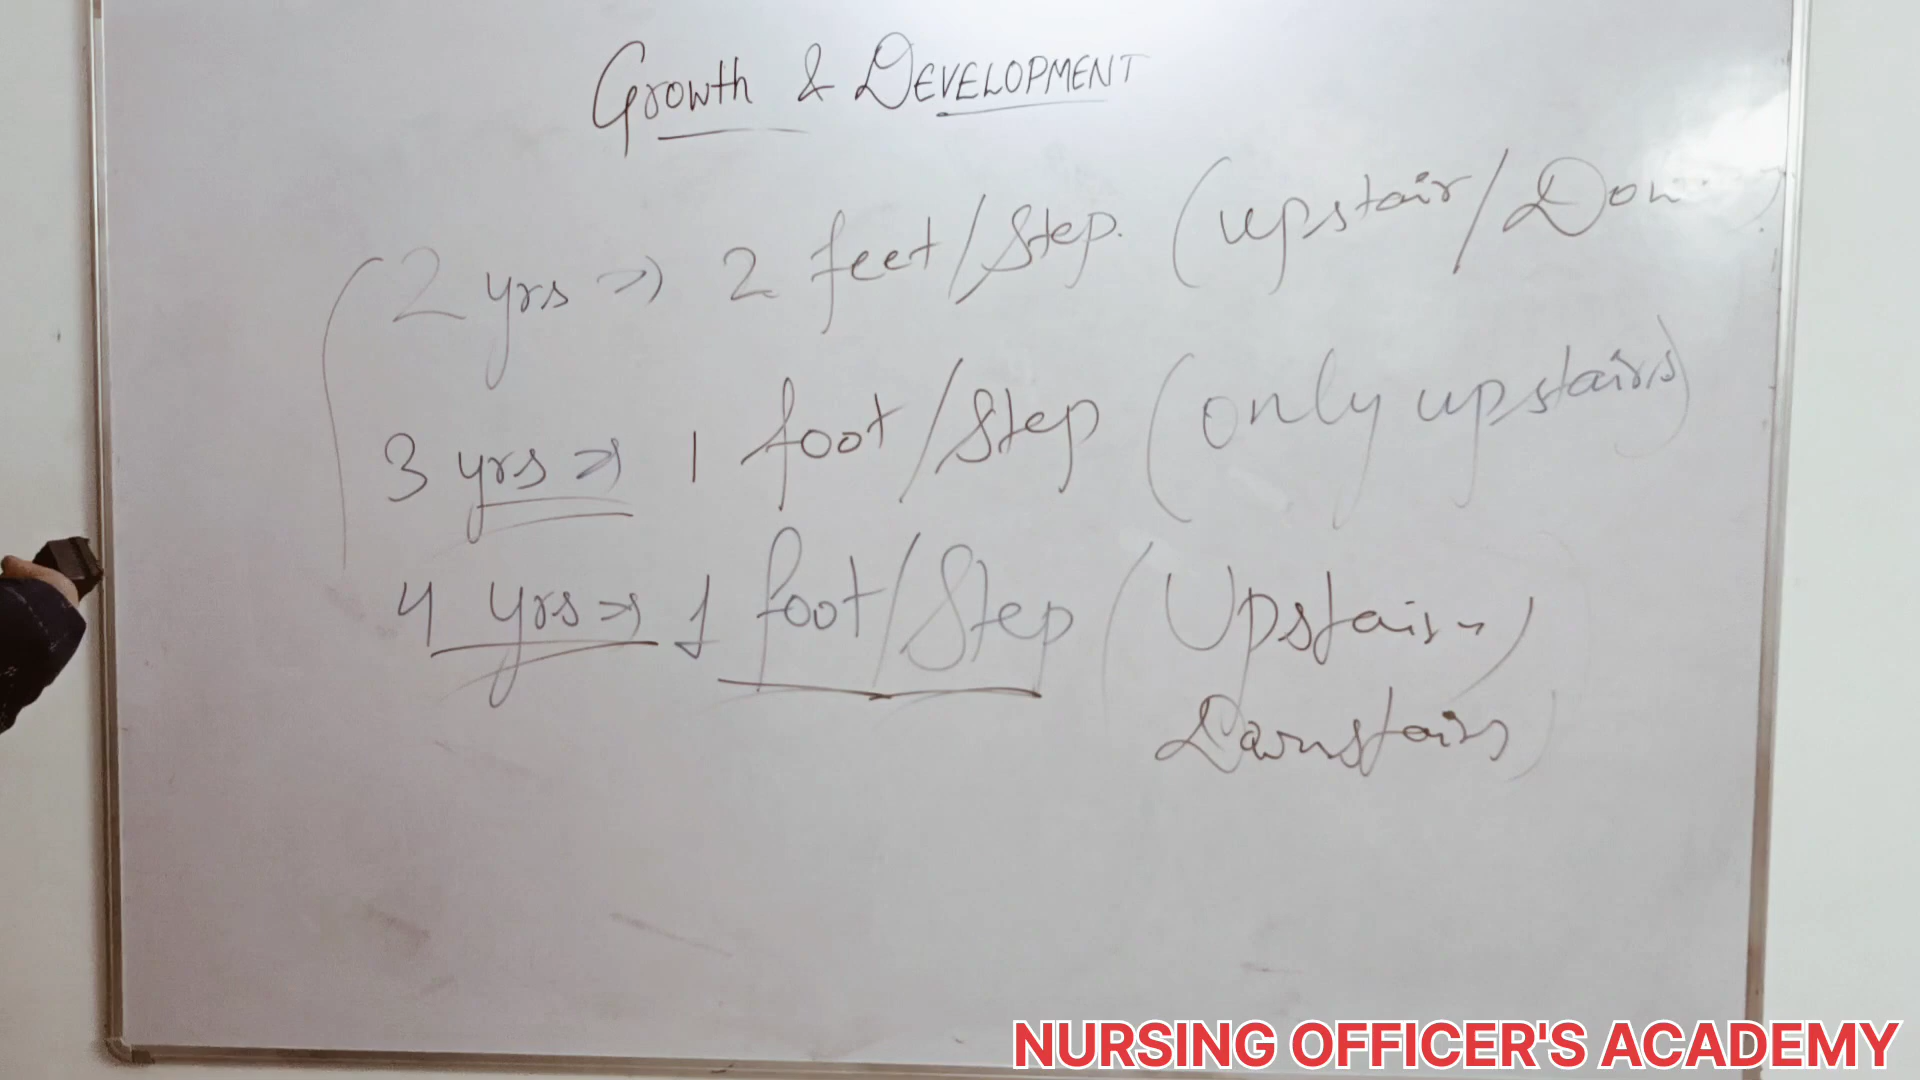 Growth & DEVELOPMENT
2 yrs => 2 feet/Step. (upstair/
3 yrs => 1 foot/Step (only upstairs)
4 yrs => 1 foot/Step (Upstairs,
Downstairs)
NURSING OFFICER'S ACADEMY